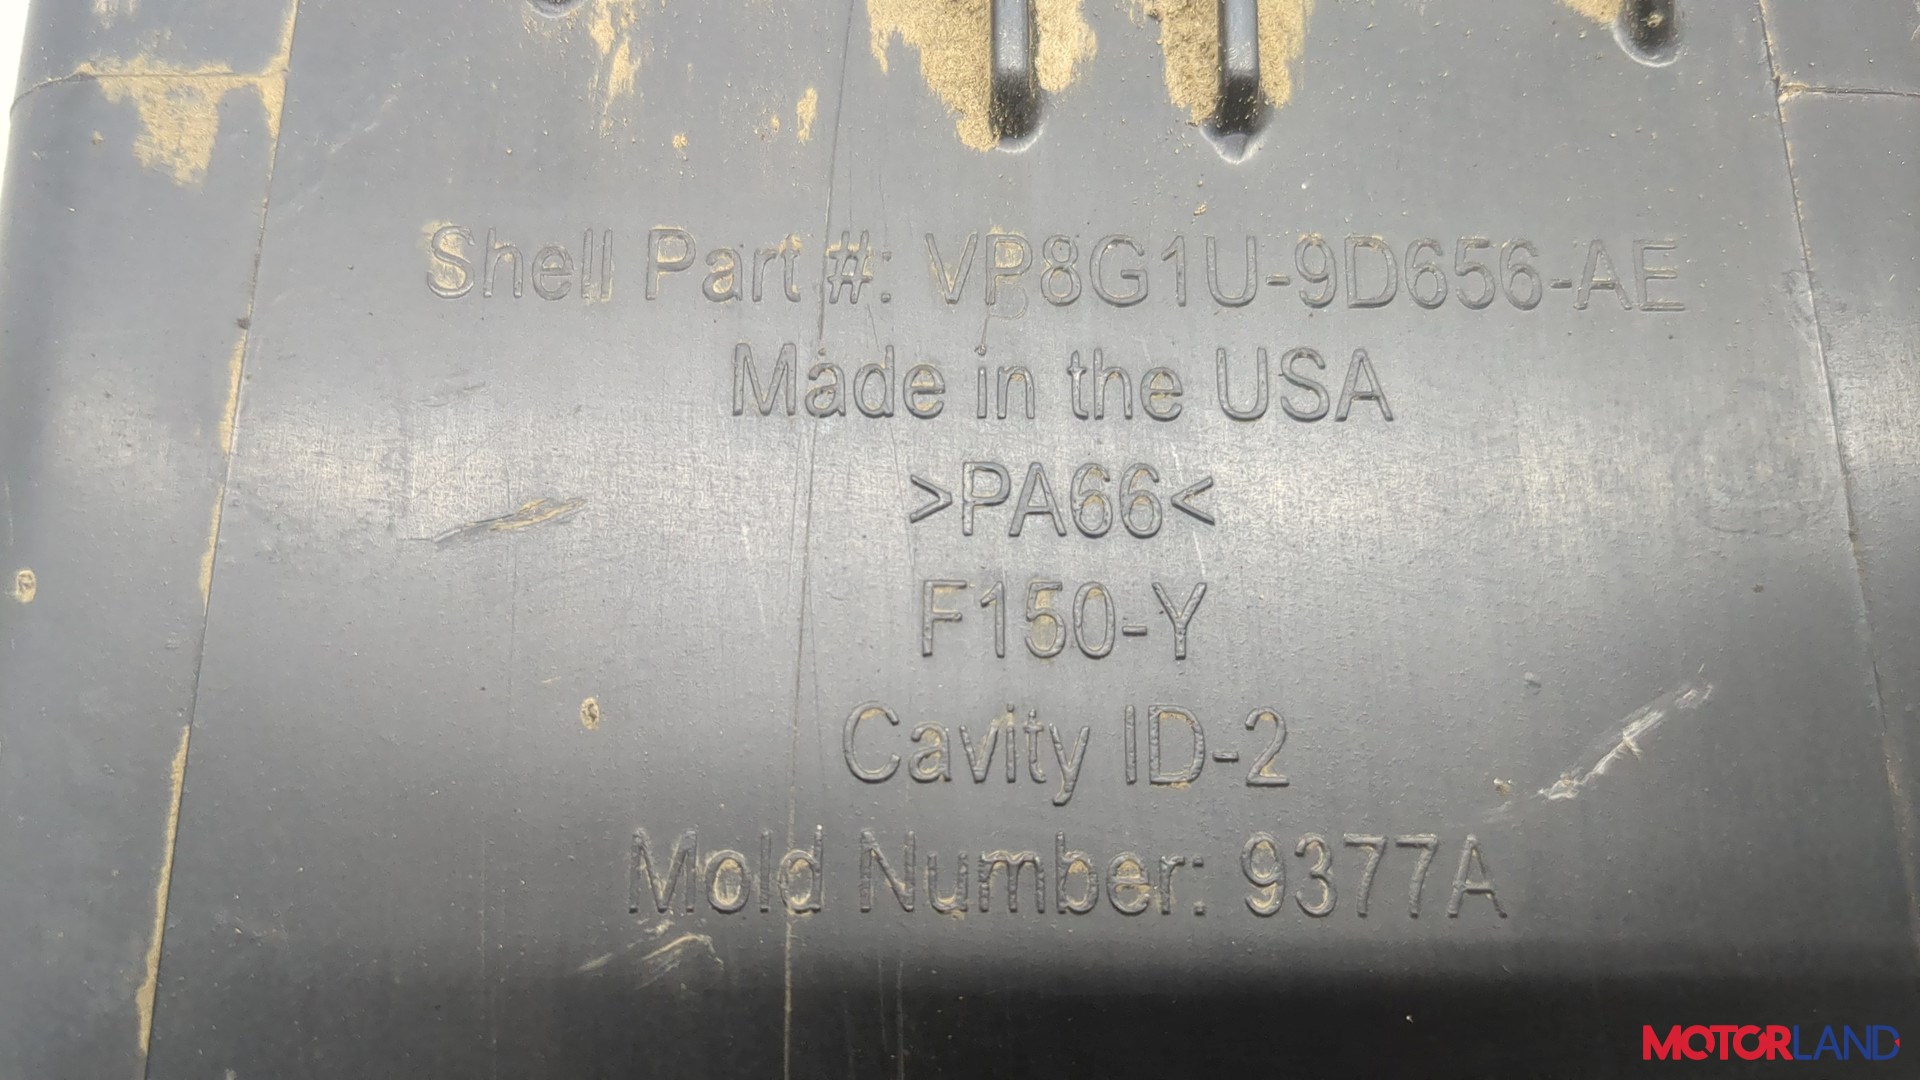 Shell Part #: VP8G1U-9D656-AE
Made in the USA
>PA66<
F150-Y
Cavity ID-2
Mold Number: 9377A
MOTORLAND